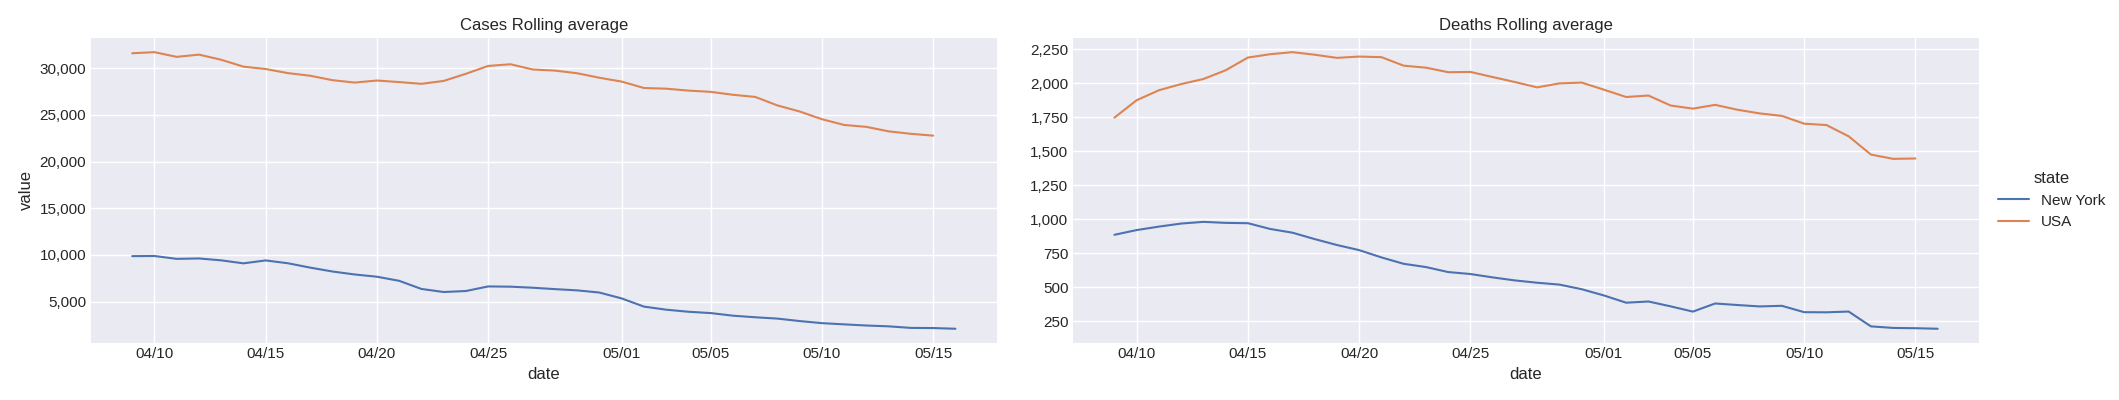 Cases Rolling average
value
30,000
25,000
20,000
15,000
10,000
5,000
04/10 04/15 04/20 04/25 05/01 05/05 05/10 05/15
date
Deaths Rolling average
2,250
2,000
1,750
1,500
1,250
1,000
750
500
250
04/10 04/15 04/20 04/25 05/01 05/05 05/10 05/15
date
state
New York
USA